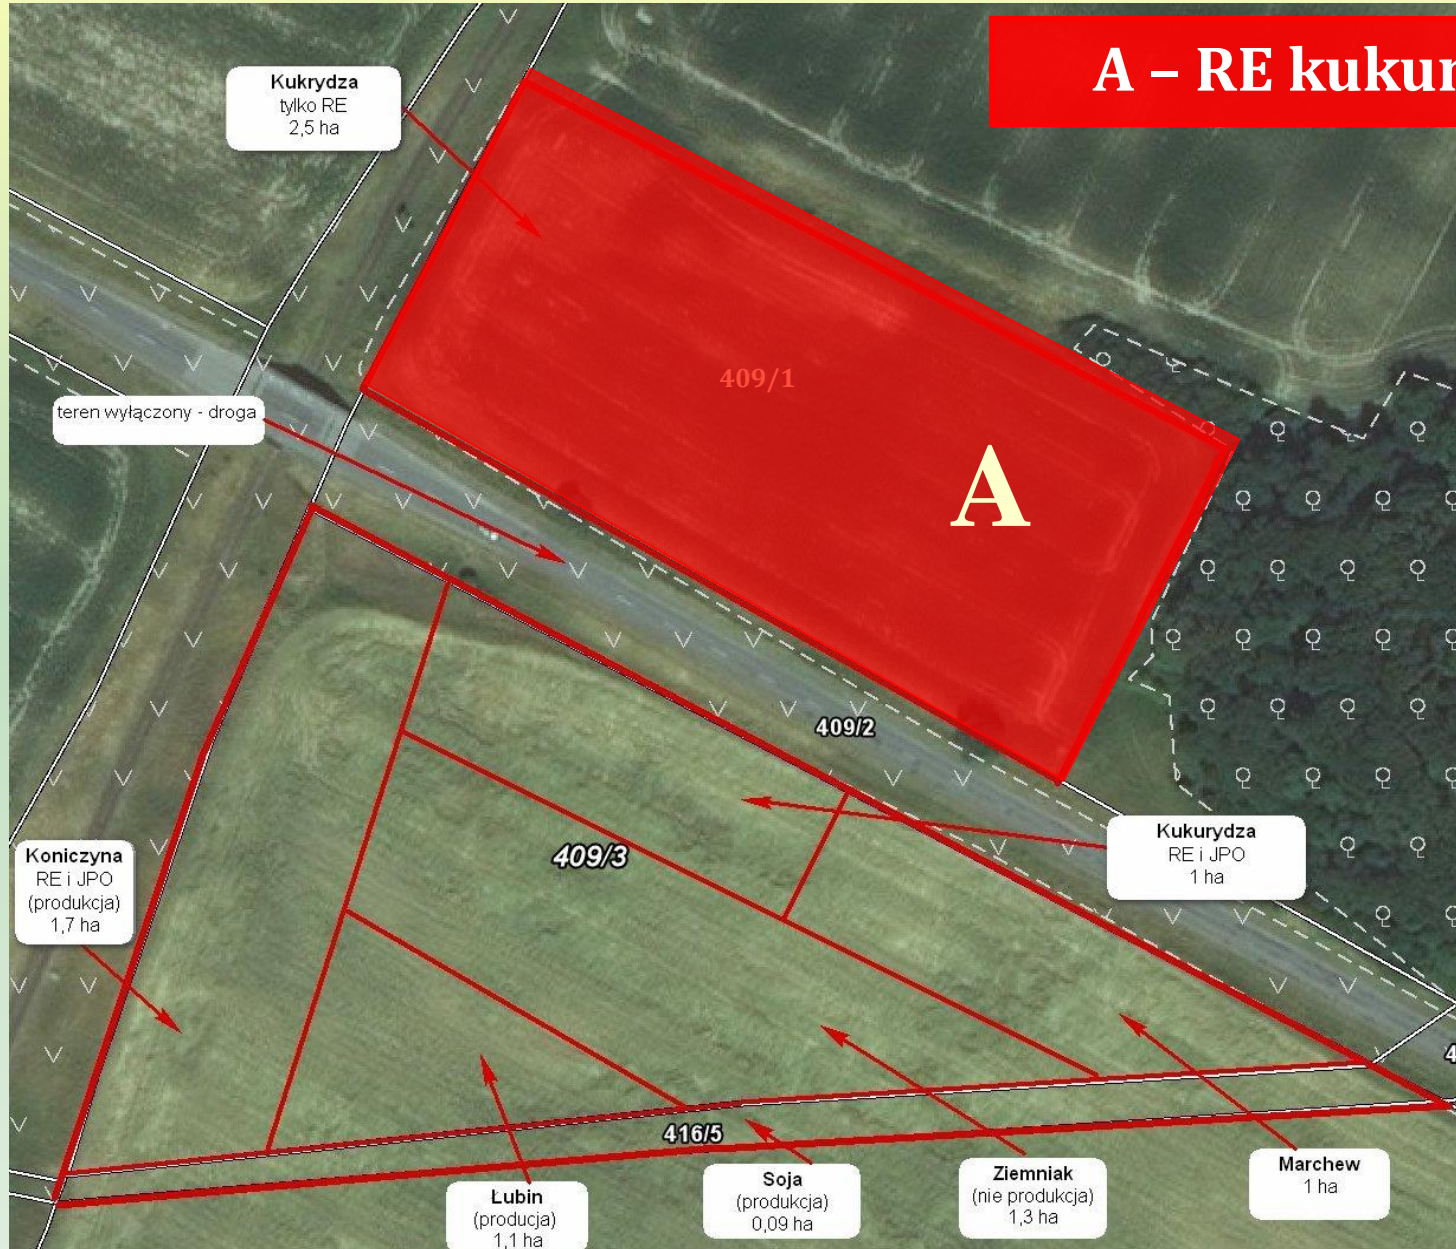 A – RE kukur
Kukrydza
tylko RE
2,5 ha
409/1
teren wyłączony - droga
A
409/2
Kukurydza
RE i JPO
1 ha
409/3
Koniczyna
RE i JPO
(produkcja)
1,7 ha
4
416/5
Łubin
(producja)
1,1 ha
Soja
(produkcja)
0,09 ha
Ziemniak
(nie produkcja)
1,3 ha
Marchew
1 ha